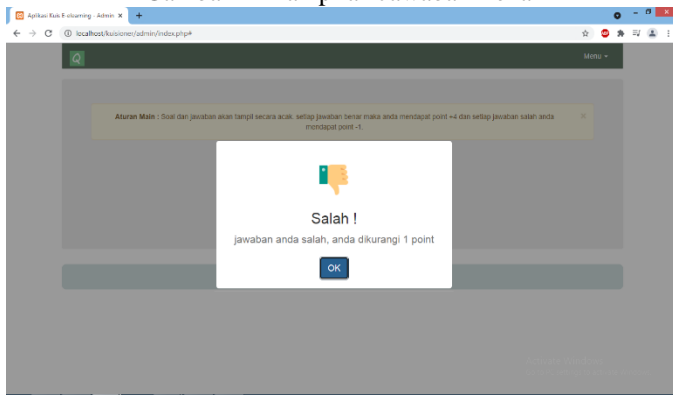 Aplikasi Kuis E-elearning - Admin
localhost/kuisioner/admin/index.php#
Q
Menu
Aturan Main : Soal dan jawaban akan tampil secara acak. setiap jawaban benar maka anda mendapat point +4 dan setiap jawaban salah anda
mendapat point -1.
Salah !
jawaban anda salah, anda dikurangi 1 point
OK